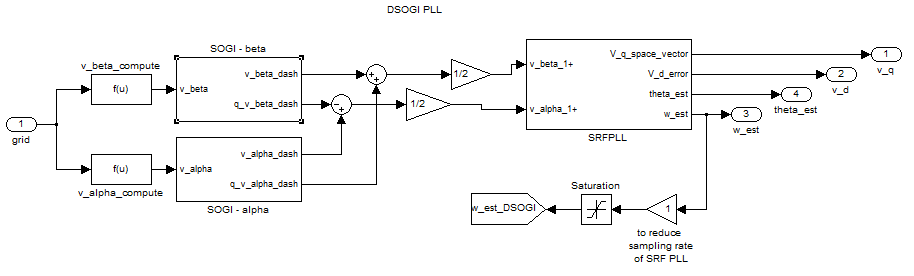 DSOGI PLL
SOGI - beta
v_beta_compute
f(u)
v_beta
v_beta_dash
q_v_beta_dash
1
grid
f(u)
v_alpha_compute
v_alpha
v_alpha_dash
q_v_alpha_dash
SOGI - alpha
1/2
1/2
v_beta_1+
v_alpha_1+
V_q_space_vector
V_d_error
theta_est
w_est
SRFPLL
1
v_q
2
v_d
4
theta_est
3
w_est
Saturation
w_est_DSOGI
1
to reduce
sampling rate
of SRF PLL